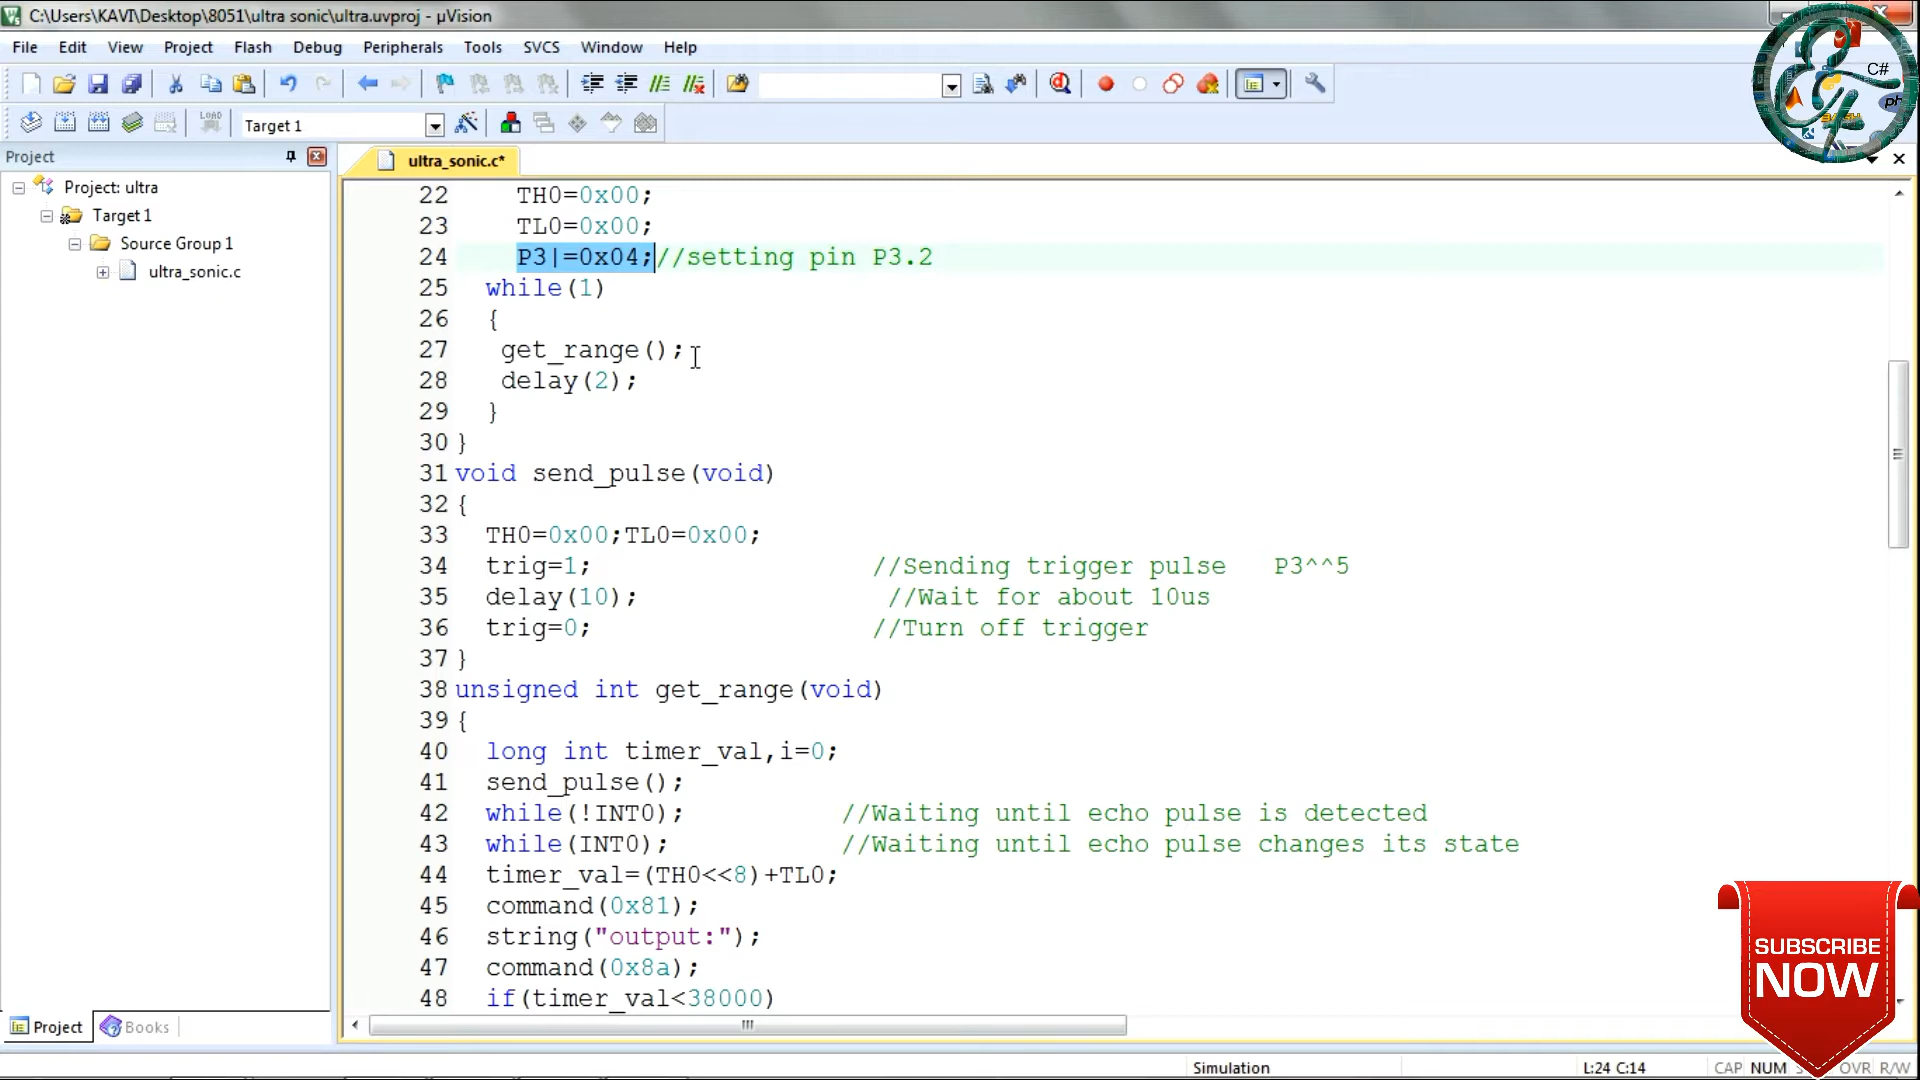 C:\Users\KAVI\Desktop\8051\ultra sonic\ultra.uvproj - µVision
File Edit View Project Flash Debug Peripherals Tools SVCS Window Help
C#
LOAD
Target 1
Project
ultra_sonic.c*
Project: ultra
Target 1
Source Group 1
ultra_sonic.c
22 TH0=0x00;
23 TL0=0x00;
24 P3|=0x04;//setting pin P3.2
25 while(1)
26 {
27 get_range();
28 delay(2);
29 }
30 }
31 void send_pulse(void)
32 {
33 TH0=0x00;TL0=0x00;
34 trig=1; //Sending trigger pulse P3^^5
35 delay(10); //Wait for about 10us
36 trig=0; //Turn off trigger
37 }
38 unsigned int get_range(void)
39 {
40 long int timer_val,i=0;
41 send_pulse();
42 while(!INT0); //Waiting until echo pulse is detected
43 while(INT0); //Waiting until echo pulse changes its state
44 timer_val=(TH0<<8)+TL0;
45 command(0x81);
46 string("output:");
47 command(0x8a);
48 if(timer_val<38000)
SUBSCRIBE
NOW
Project Books
Simulation L:24 C:14 CAP NUM OVR R/W